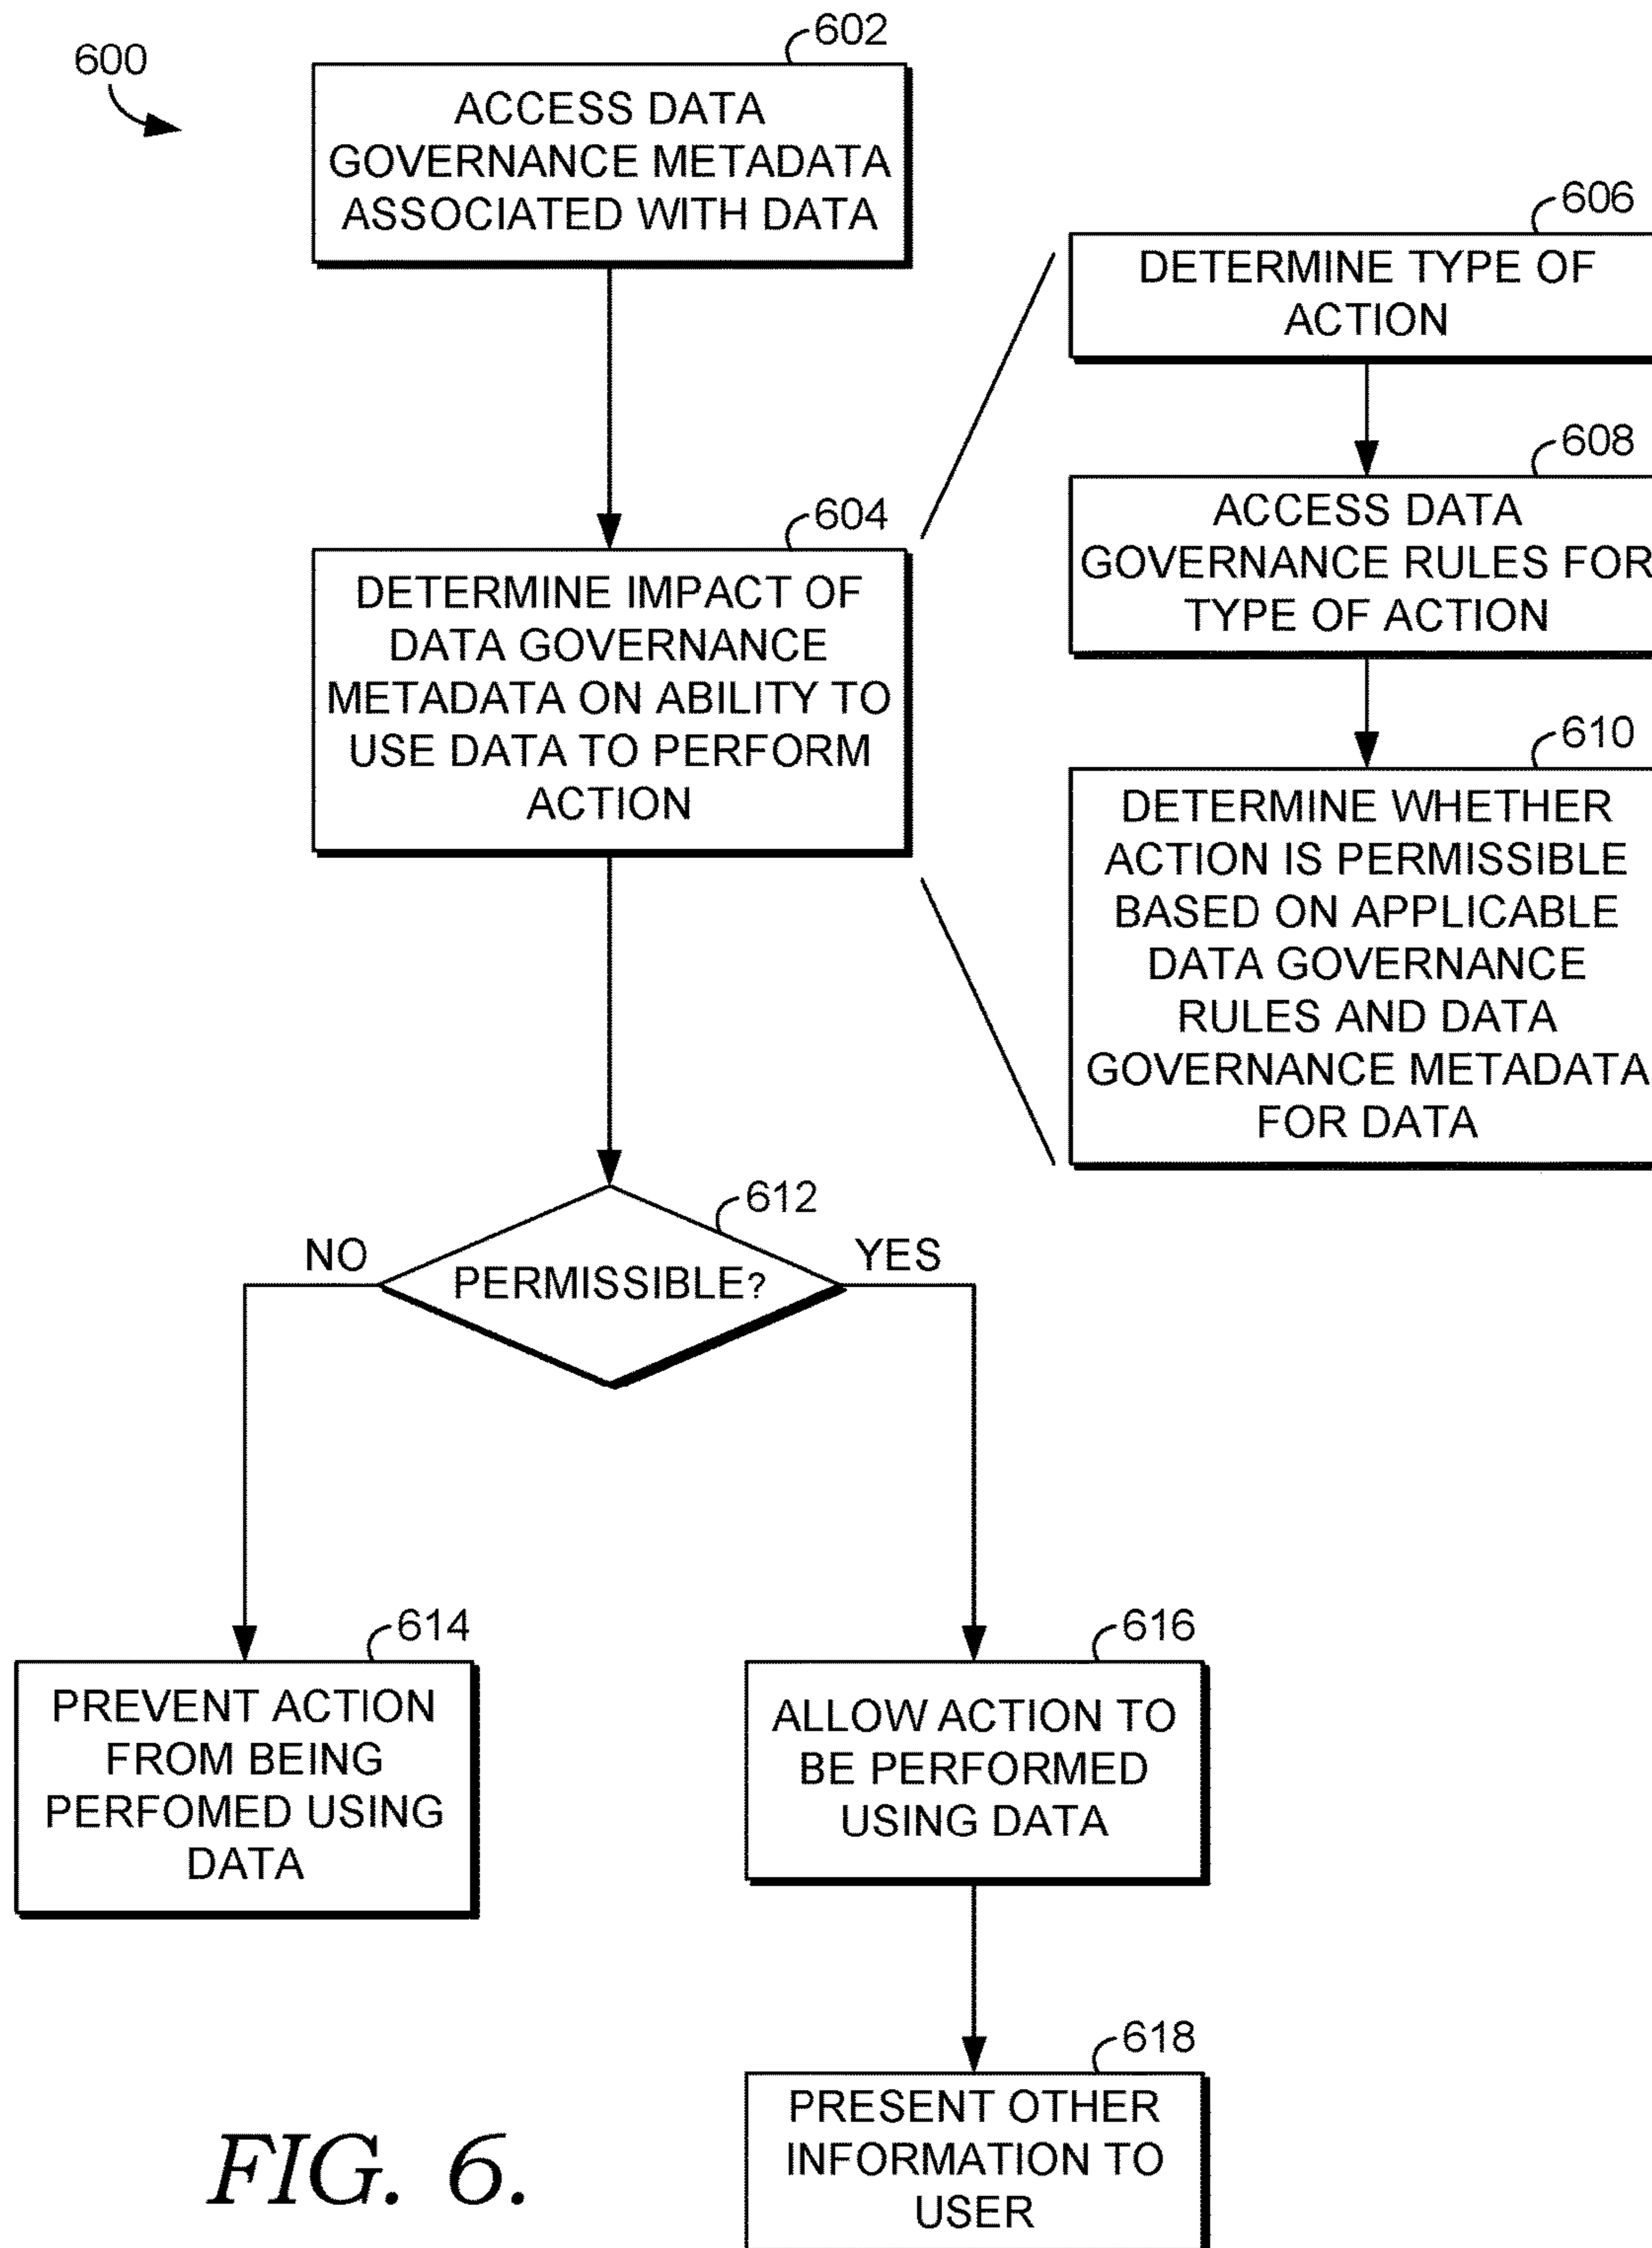 600
602
ACCESS DATA
GOVERNANCE METADATA
ASSOCIATED WITH DATA
604
DETERMINE IMPACT OF
DATA GOVERNANCE
METADATA ON ABILITY TO
USE DATA TO PERFORM
ACTION
606
DETERMINE TYPE OF
ACTION
608
ACCESS DATA
GOVERNANCE RULES FOR
TYPE OF ACTION
610
DETERMINE WHETHER
ACTION IS PERMISSIBLE
BASED ON APPLICABLE
DATA GOVERNANCE
RULES AND DATA
GOVERNANCE METADATA
FOR DATA
612
PERMISSIBLE?
NO
YES
614
PREVENT ACTION
FROM BEING
PERFOMED USING
DATA
616
ALLOW ACTION TO
BE PERFORMED
USING DATA
618
PRESENT OTHER
INFORMATION TO
USER
FIG. 6.